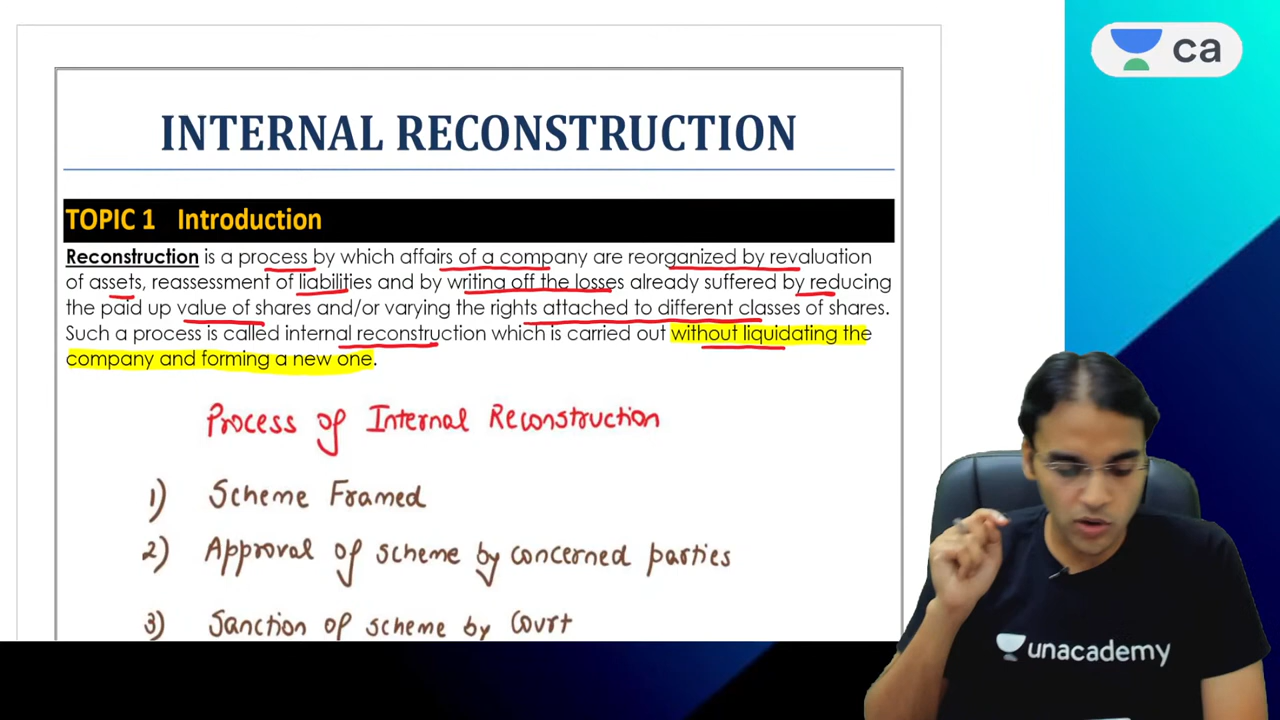 ca
INTERNAL RECONSTRUCTION
TOPIC 1 Introduction
Reconstruction is a process by which affairs of a company are reorganized by revaluation
of assets, reassessment of liabilities and by writing off the losses already suffered by reducing
the paid up value of shares and/or varying the rights attached to different classes of shares.
Such a process is called internal reconstruction which is carried out without liquidating the
company and forming a new one.
Process of Internal Reconstruction
1) Scheme Framed
2) Approval of scheme by concerned parties
3) Sanction of scheme by Court
unacademy